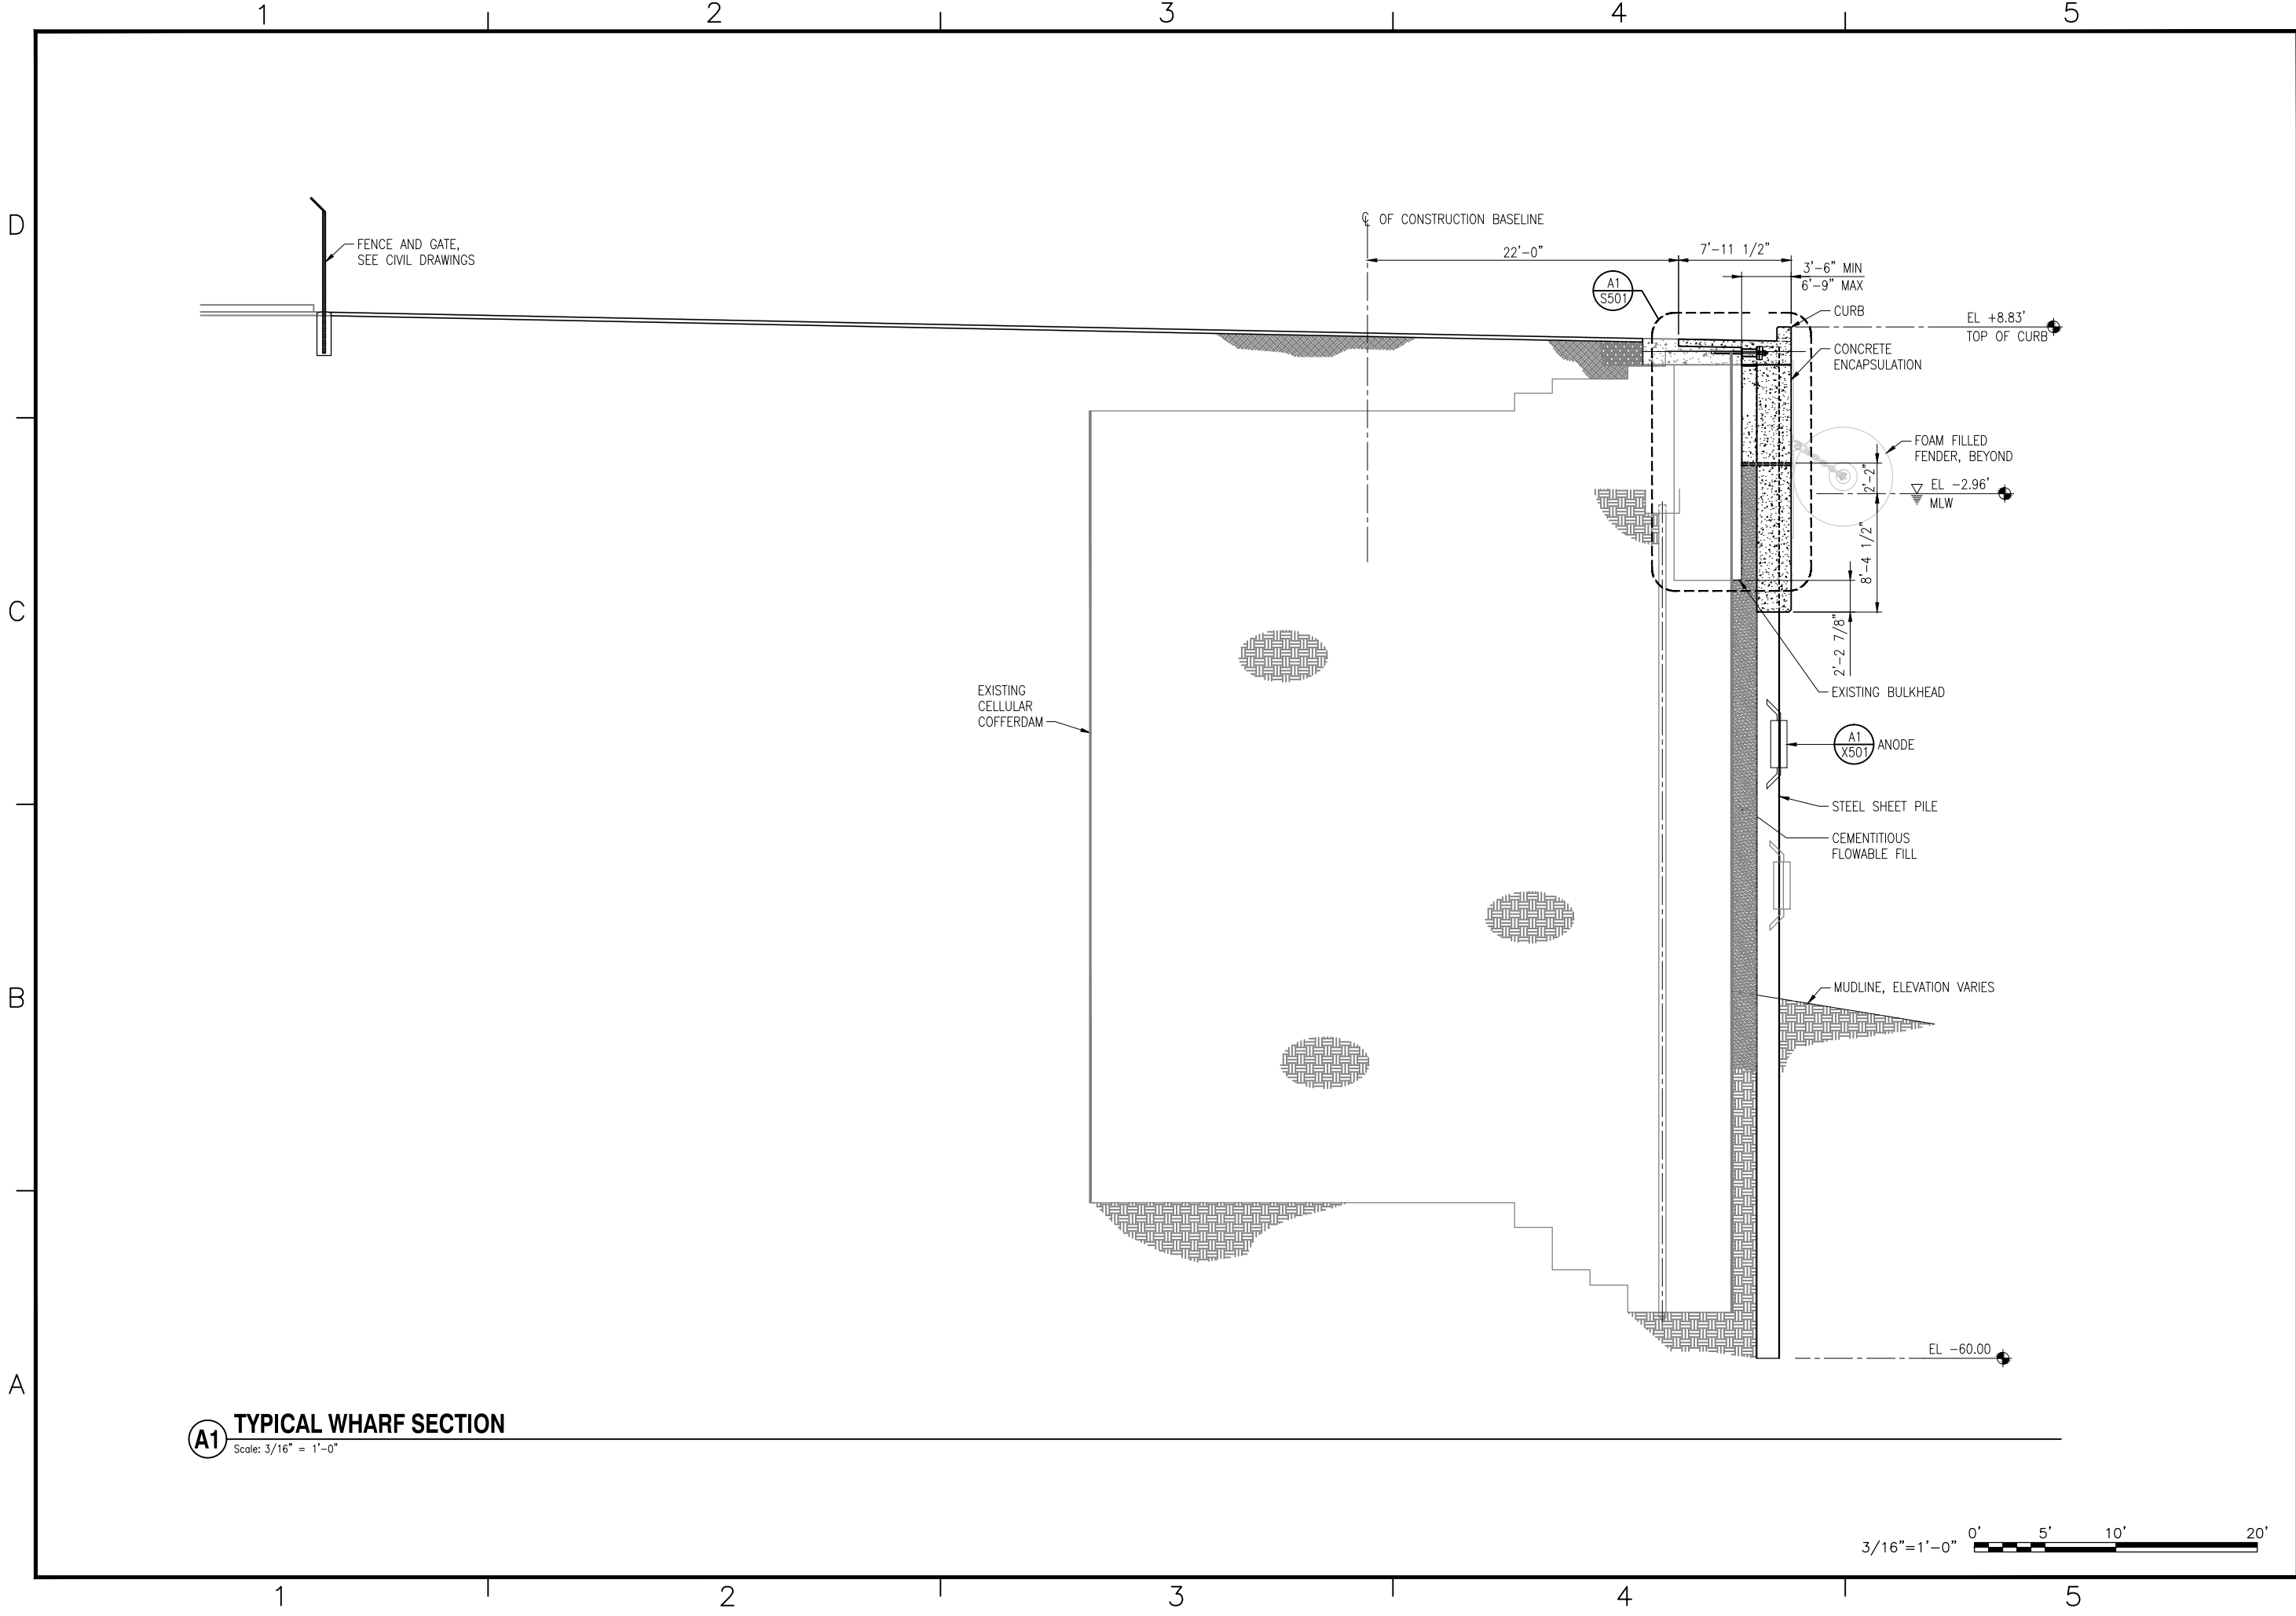 1 2 3 4 5
D
C
B
A
℄ OF CONSTRUCTION BASELINE
FENCE AND GATE,
SEE CIVIL DRAWINGS
22'-0"
7'-11 1/2"
3'-6" MIN
6'-9" MAX
A1
S501
CURB
EL +8.83'
TOP OF CURB
CONCRETE
ENCAPSULATION
FOAM FILLED
FENDER, BEYOND
2'-2"
EL -2.96'
MLW
8'-4 1/2"
2'-2 7/8"
EXISTING
CELLULAR
COFFERDAM
EXISTING BULKHEAD
A1
X501
ANODE
STEEL SHEET PILE
CEMENTITIOUS
FLOWABLE FILL
MUDLINE, ELEVATION VARIES
EL -60.00
A1
TYPICAL WHARF SECTION
Scale: 3/16" = 1'-0"
3/16"=1'-0"
0' 5' 10' 20'
1 2 3 4 5